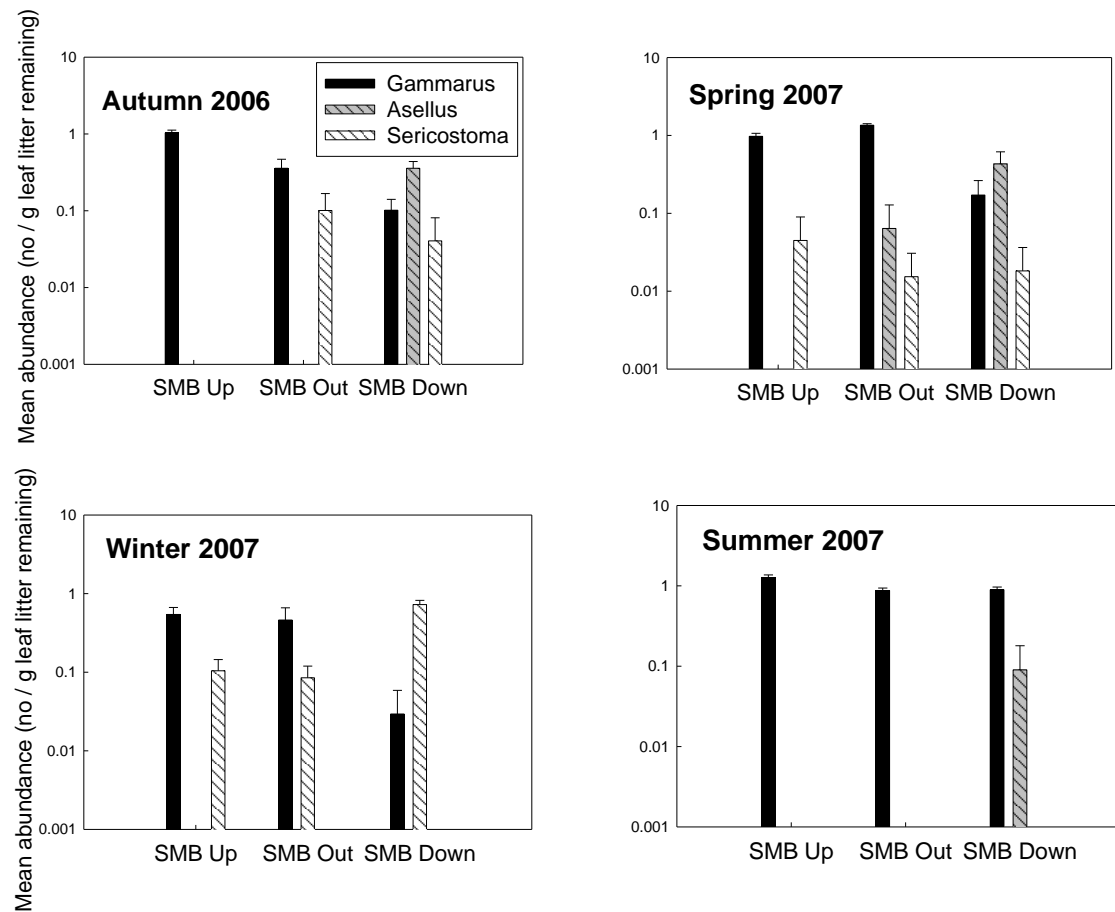 Mean abundance (no / g leaf litter remaining)
10
1
0.1
0.01
0.001
Autumn 2006
Gammarus
Asellus
Sericostoma
SMB Up SMB Out SMB Down
10
1
0.1
0.01
0.001
Spring 2007
SMB Up SMB Out SMB Down
Mean abundance (no / g leaf litter remaining)
10
1
0.1
0.01
0.001
Winter 2007
SMB Up SMB Out SMB Down
10
1
0.1
0.01
0.001
Summer 2007
SMB Up SMB Out SMB Down